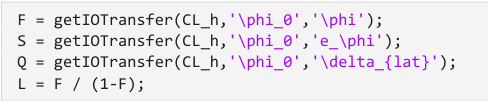 F = getIOTransfer(CL_h,'\phi_0','\phi');
S = getIOTransfer(CL_h,'\phi_0','e_\phi');
Q = getIOTransfer(CL_h,'\phi_0','\delta_{lat}');
L = F / (1-F);